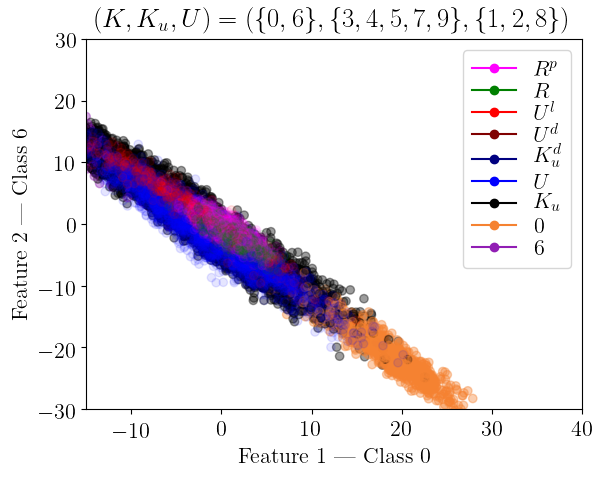 (K, K_u, U) = ({0, 6}, {3, 4, 5, 7, 9}, {1, 2, 8})
30
20
10
0
−10
−20
−30
Feature 2 — Class 6
R^p
R
U^l
U^d
K_u^d
U
K_u
0
6
−10
0
10
20
30
40
Feature 1 — Class 0